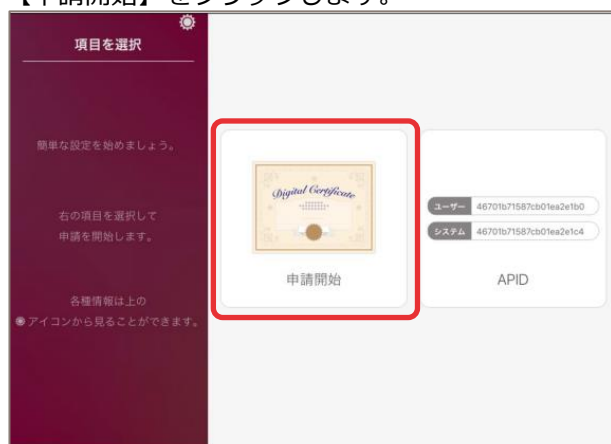 【申請開始】をクリックします。
項目を選択
簡単な設定を始めましょう。
右の項目を選択して
申請を開始します。
各種情報は上の
アイコンから見ることができます。
Digital Certificate
申請開始
ユーザー 46701b71587cb01ea2e1b0
システム 46701b71587cb01ea2e1c4
APID